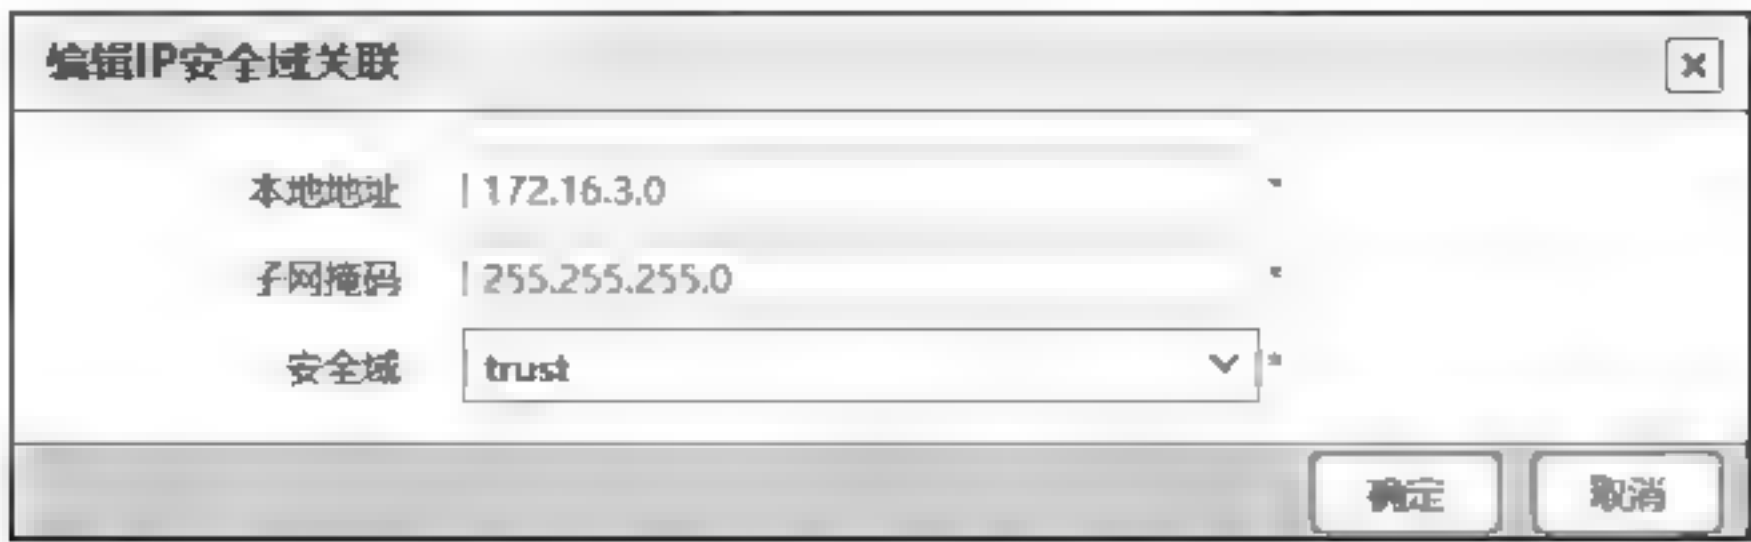 编辑IP安全域关联
本地地址 172.16.3.0 *
子网掩码 255.255.255.0 *
安全域 trust *
确定 取消